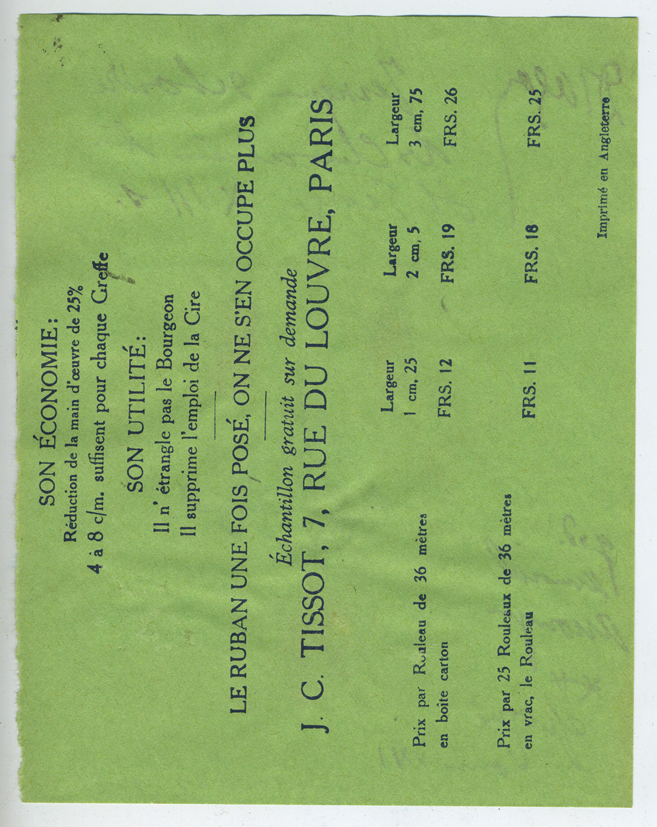 SON ÉCONOMIE:
Réduction de la main d'œuvre de 25%
4 à 8 c/m. suffisent pour chaque Greffe
SON UTILITÉ:
Il n' étrangle pas le Bourgeon
Il supprime l'emploi de la Cire
LE RUBAN UNE FOIS POSÉ, ON NE S'EN OCCUPE PLUS
Échantillon gratuit sur demande
J. C. TISSOT, 7, RUE DU LOUVRE, PARIS
Largeur Largeur Largeur
1 cm, 25 2 cm, 5 3 cm, 75
Prix par Rouleau de 36 mètres
en boite carton FRS. 12 FRS. 19 FRS. 26
Prix par 25 Rouleaux de 36 mètres
en vrac, le Rouleau FRS. 11 FRS. 18 FRS. 25
Imprimé en Angleterre